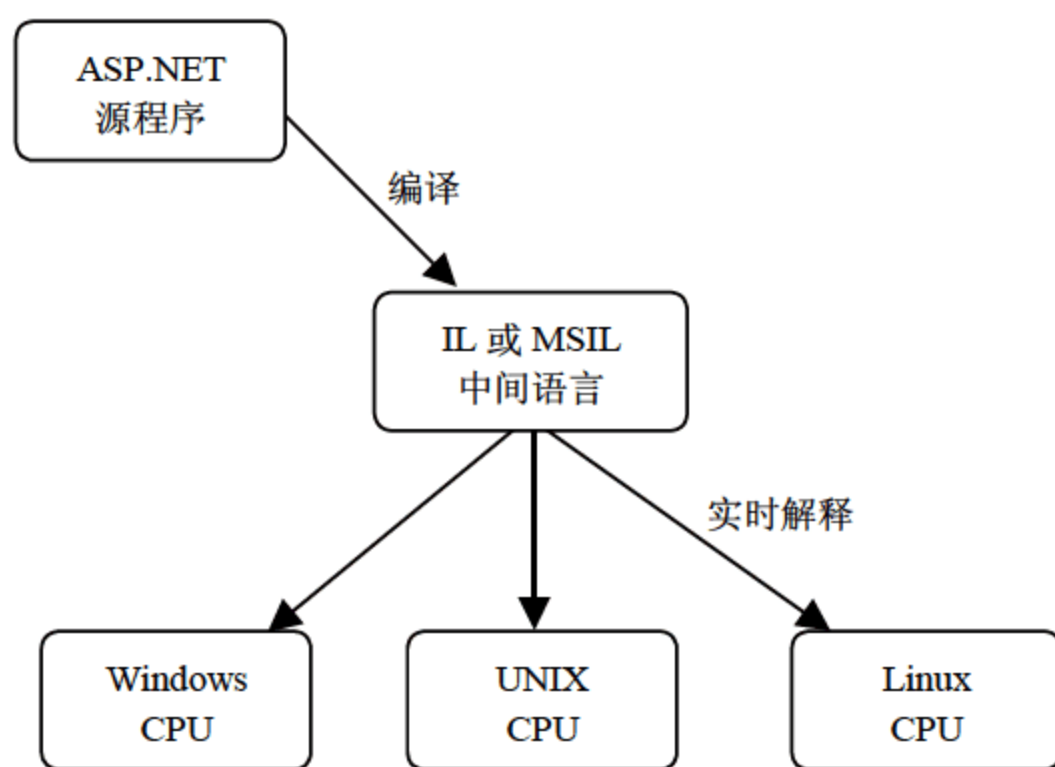 ASP.NET
源程序
编译
IL 或 MSIL
中间语言
实时解释
Windows
CPU
UNIX
CPU
Linux
CPU